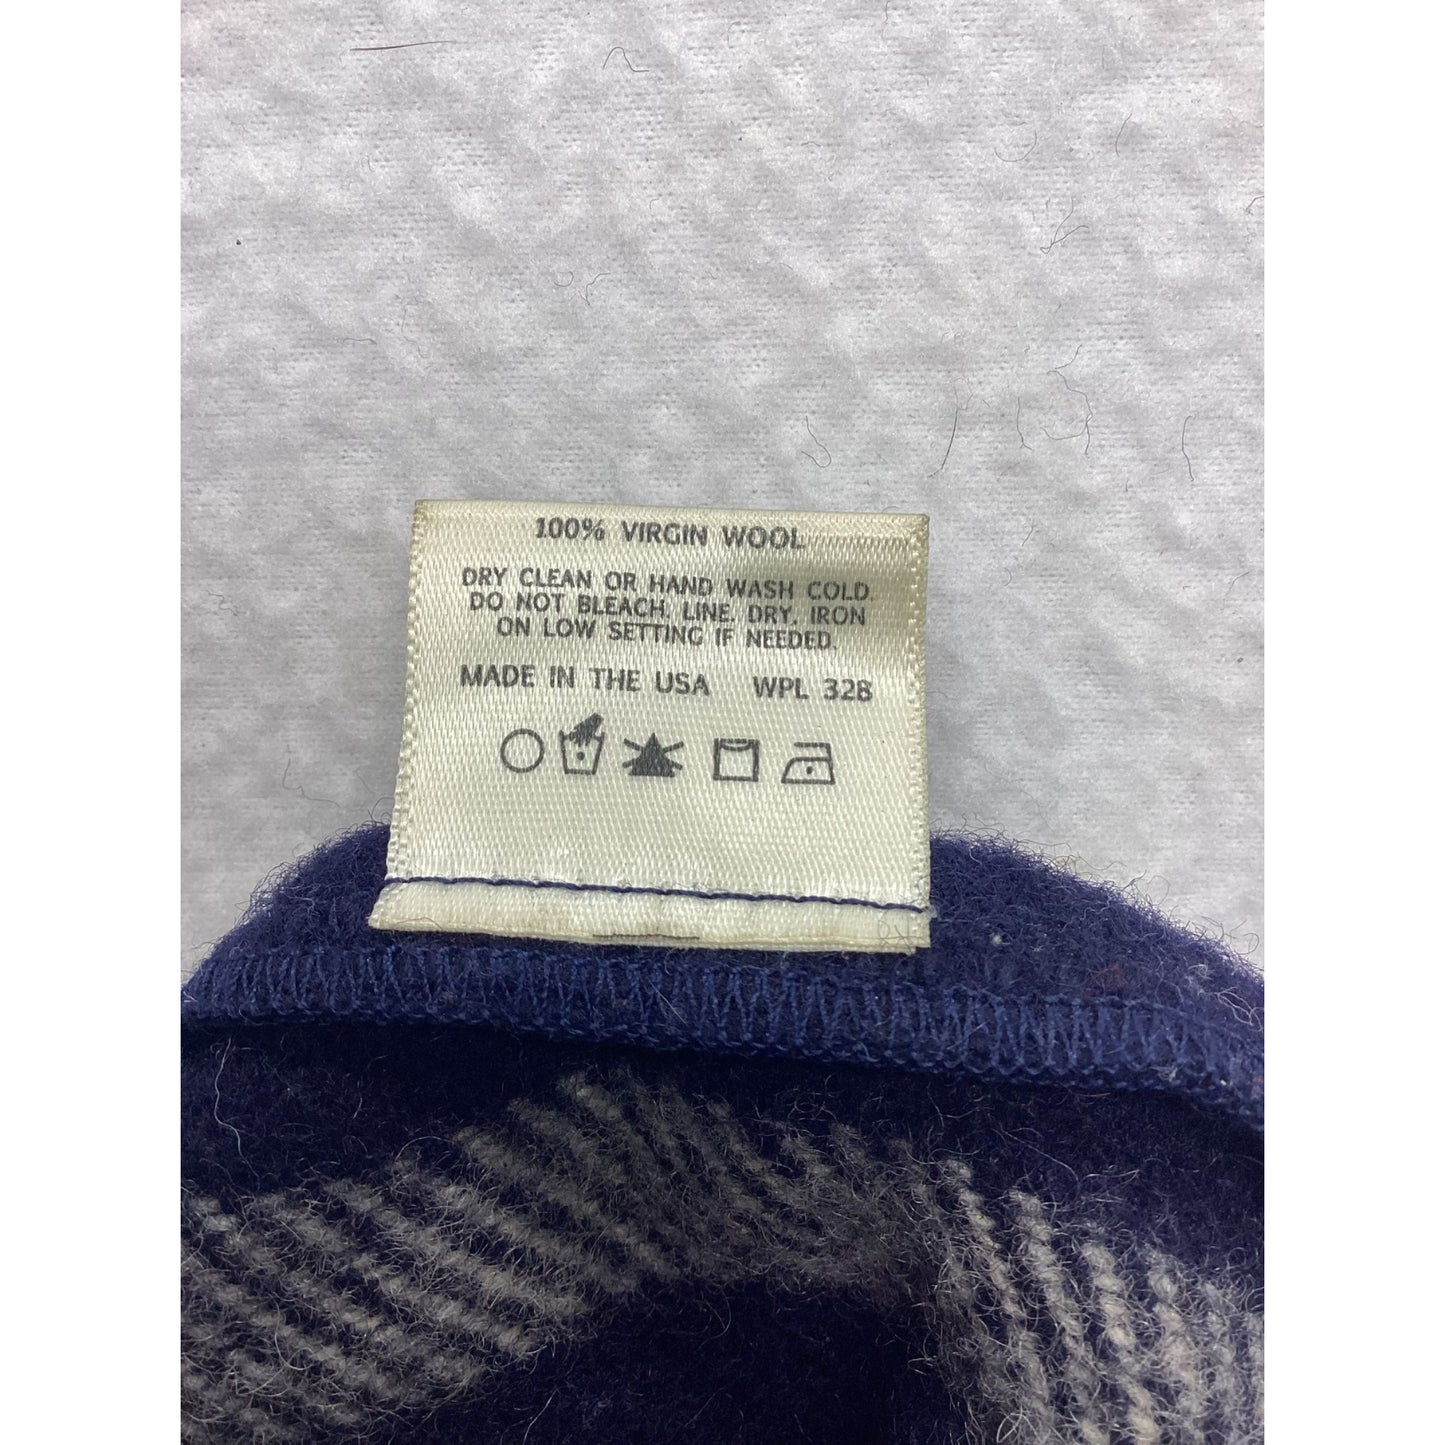 100% VIRGIN WOOL
DRY CLEAN OR HAND WASH COLD.
DO NOT BLEACH. LINE. DRY. IRON
ON LOW SETTING IF NEEDED.
MADE IN THE USA WPL 328